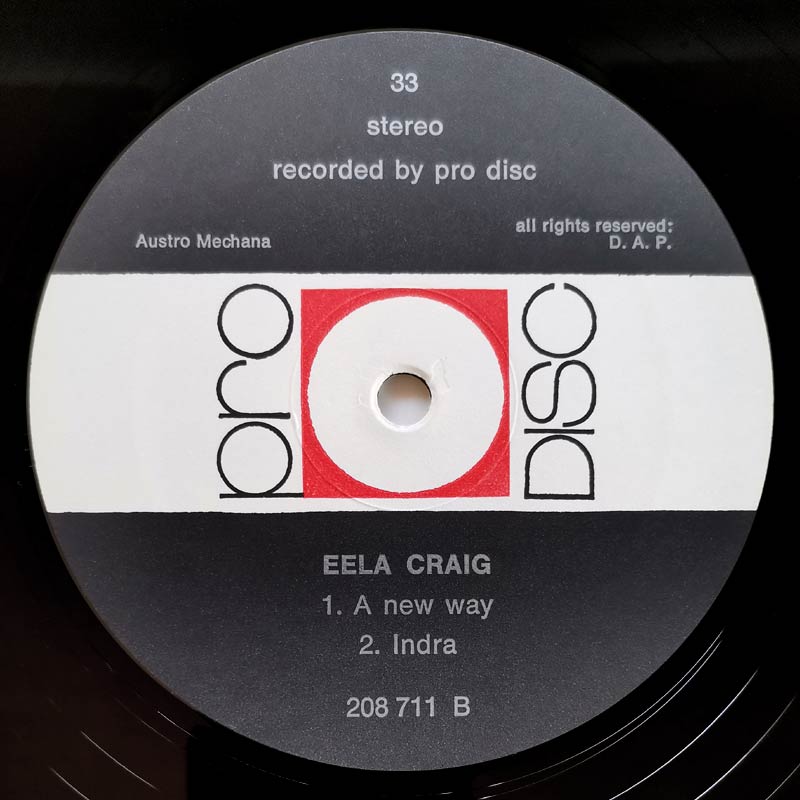 33
stereo
recorded by pro disc
Austro Mechana
all rights reserved:
D. A. P.
pro
DISC
EELA CRAIG
1. A new way
2. Indra
208 711 B